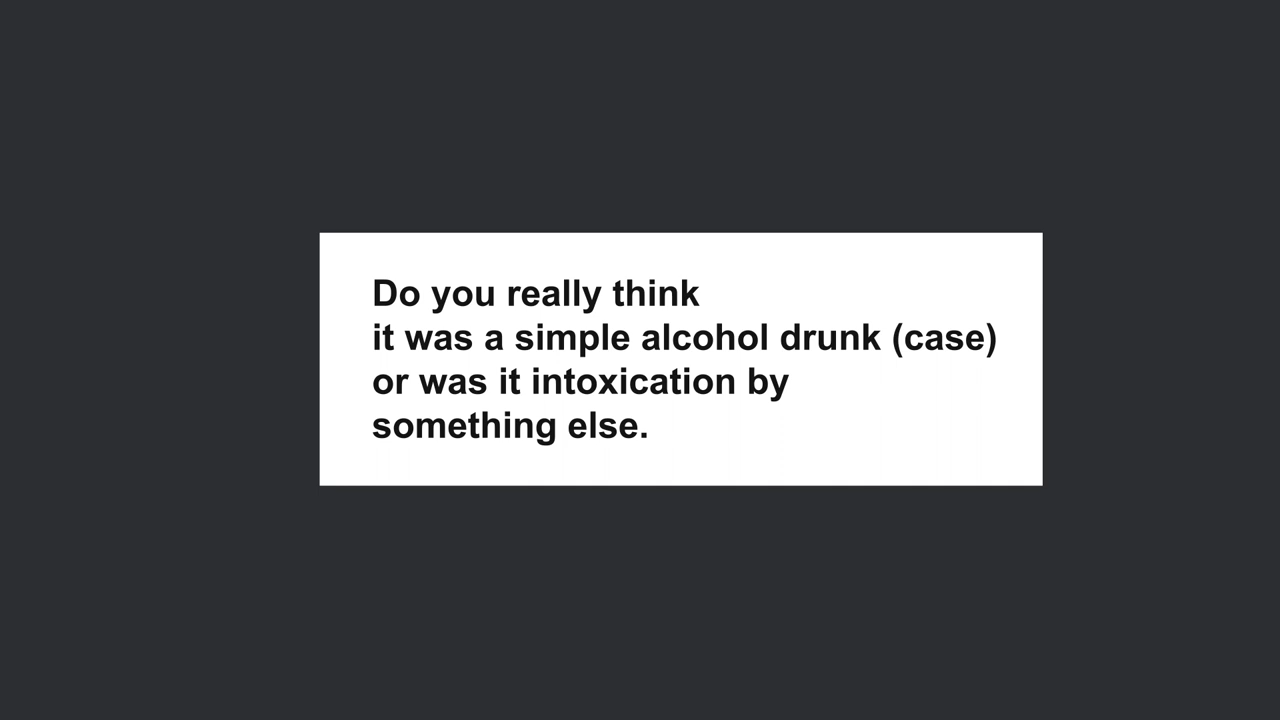 Do you really think
it was a simple alcohol drunk (case)
or was it intoxication by
something else.